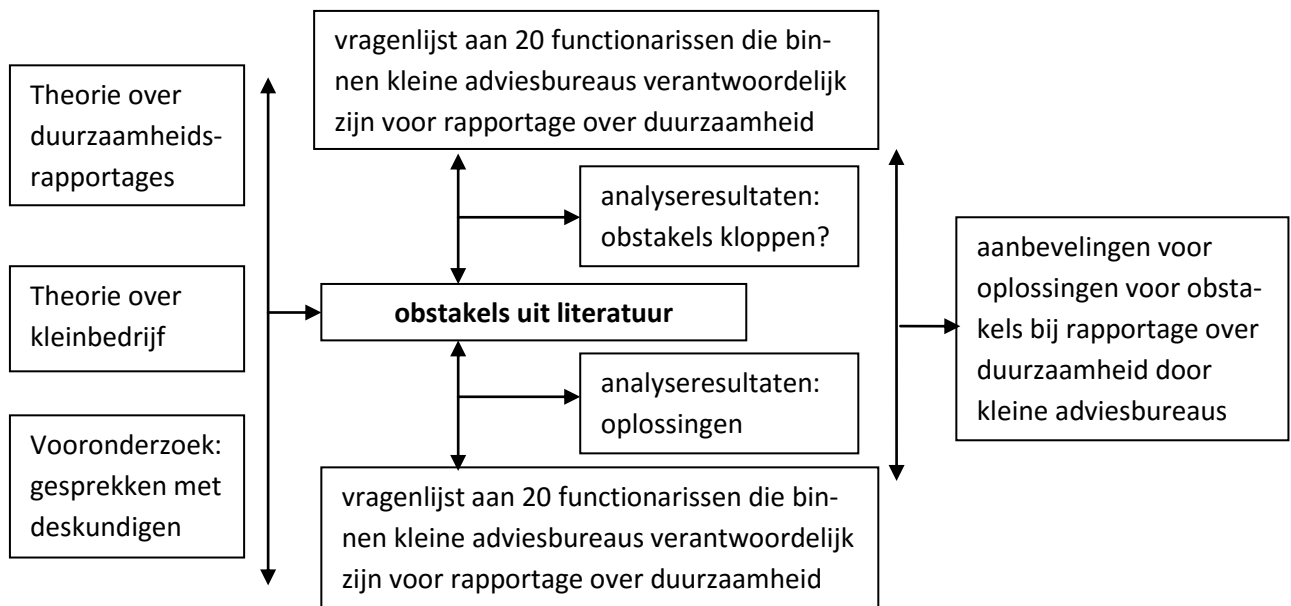 Theorie over
duurzaamheids-
rapportages
Theorie over
kleinbedrijf
Vooronderzoek:
gesprekken met
deskundigen
vragenlijst aan 20 functionarissen die bin-
nen kleine adviesbureaus verantwoordelijk
zijn voor rapportage over duurzaamheid
analyseresultaten:
obstakels kloppen?
obstakels uit literatuur
analyseresultaten:
oplossingen
vragenlijst aan 20 functionarissen die bin-
nen kleine adviesbureaus verantwoordelijk
zijn voor rapportage over duurzaamheid
aanbevelingen voor
oplossingen voor obsta-
kels bij rapportage over
duurzaamheid door
kleine adviesbureaus